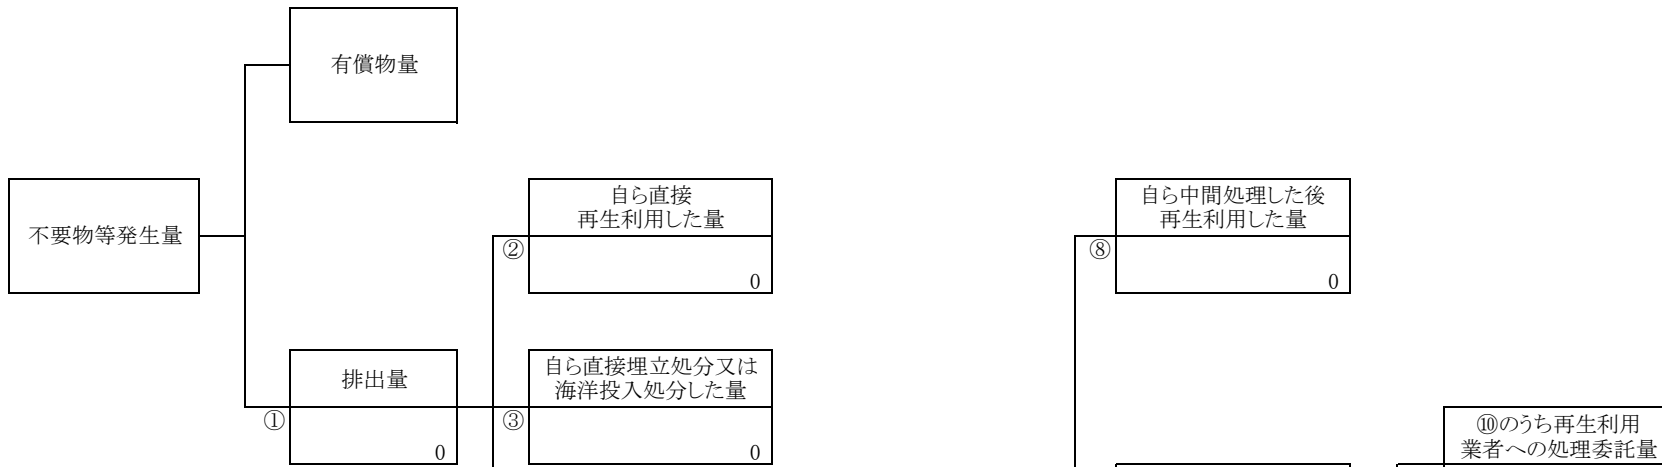 有償物量
不要物等発生量
自ら直接
再生利用した量
②
0
自ら中間処理した後
再生利用した量
⑧
0
排出量
①
0
自ら直接埋立処分又は
海洋投入処分した量
③
0
⑩のうち再生利用
業者への処理委託量